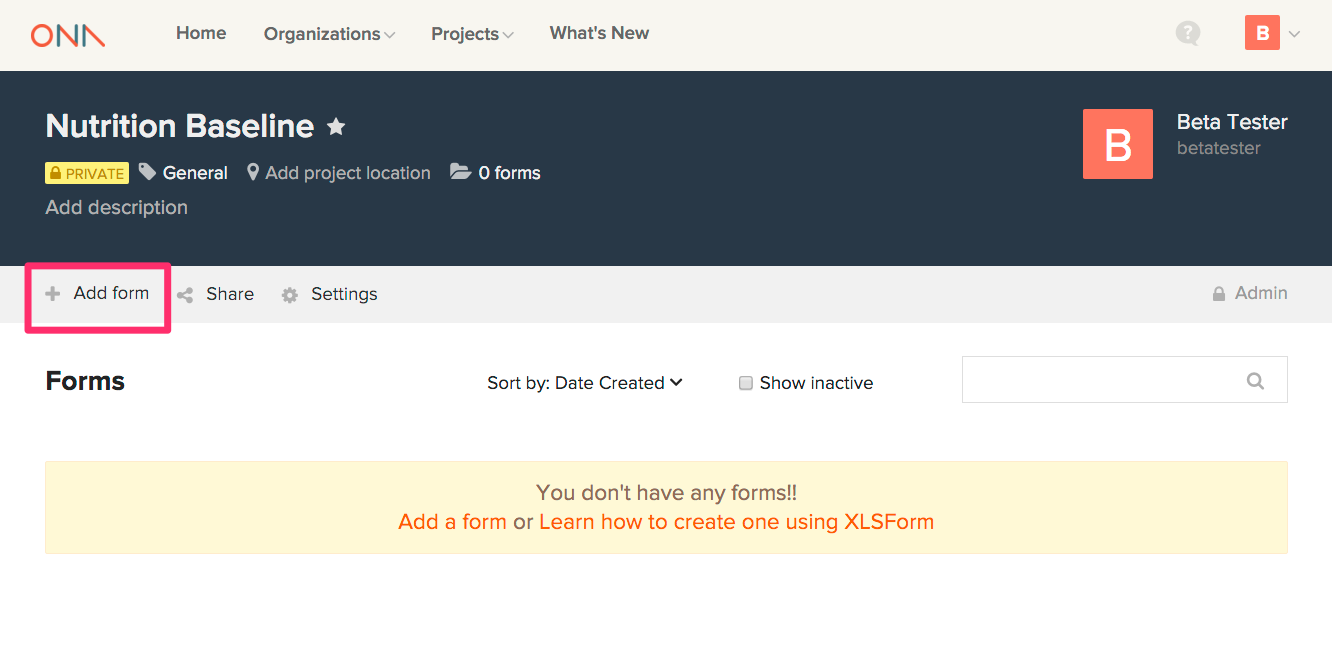 ONA Home Organizations Projects What's New ? B
Nutrition Baseline
PRIVATE General Add project location 0 forms
Add description
B
Beta Tester
betatester
Add form Share Settings Admin
Forms
Sort by: Date Created Show inactive
You don't have any forms!!
Add a form or Learn how to create one using XLSForm